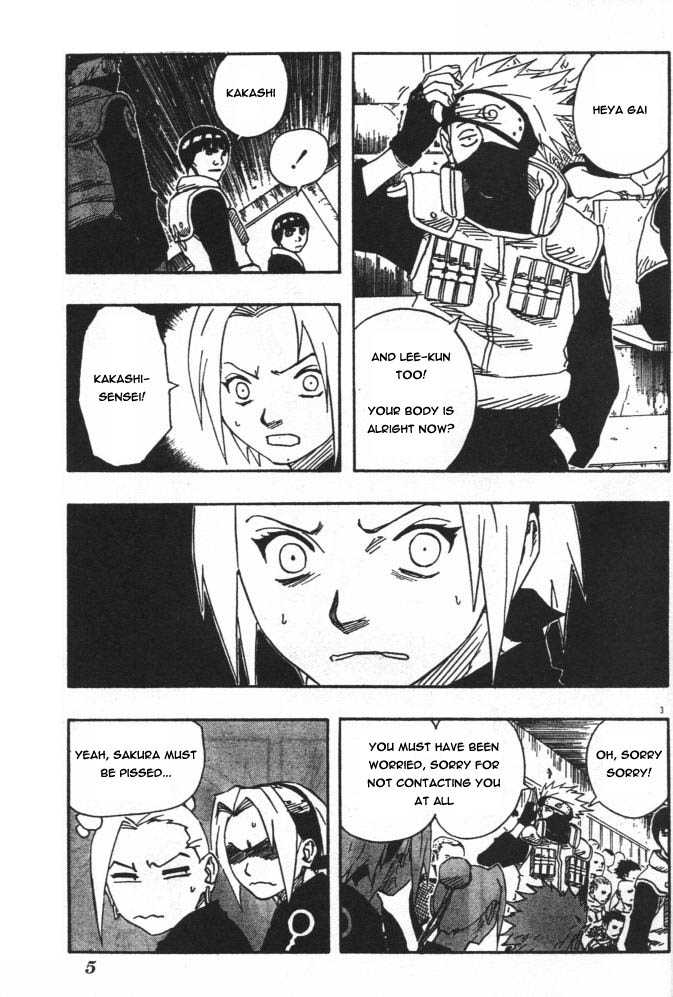 HEYA GAI
AND LEE-KUN
TOO!
YOUR BODY IS
ALRIGHT NOW?
KAKASHI
!
KAKASHI-
SENSEI!
3
OH, SORRY
SORRY!
YOU MUST HAVE BEEN
WORRIED, SORRY FOR
NOT CONTACTING YOU
AT ALL
YEAH, SAKURA MUST
BE PISSED...
5